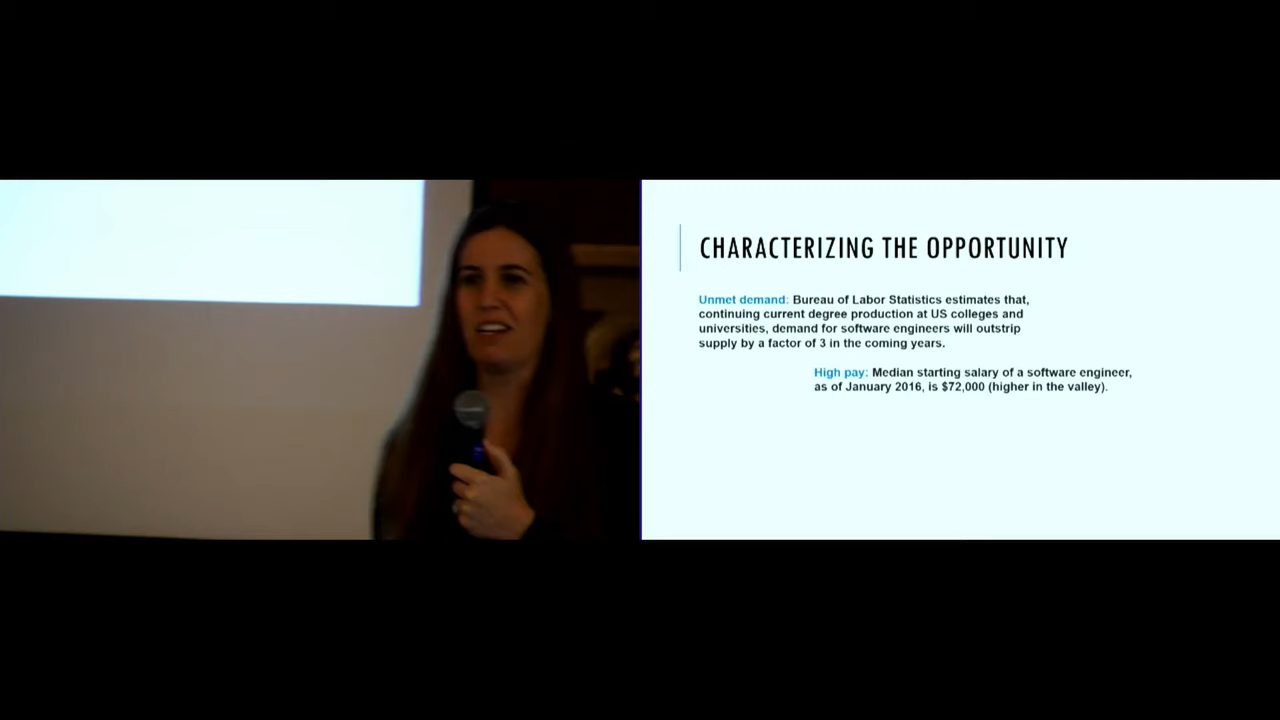 CHARACTERIZING THE OPPORTUNITY
Unmet demand: Bureau of Labor Statistics estimates that,
continuing current degree production at US colleges and
universities, demand for software engineers will outstrip
supply by a factor of 3 in the coming years.
High pay: Median starting salary of a software engineer,
as of January 2016, is $72,000 (higher in the valley).